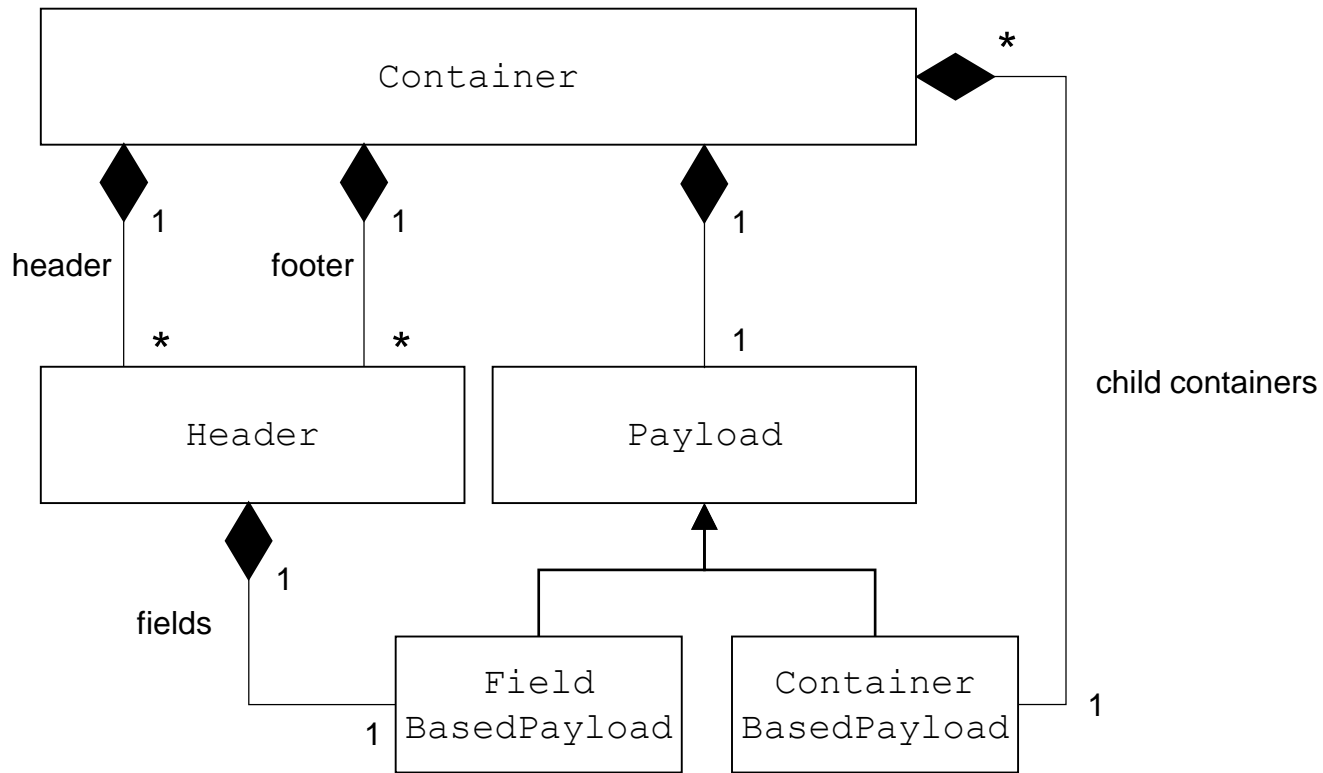 Container
*
1
1
1
header
footer
*
*
1
child containers
Header
Payload
1
fields
Field
BasedPayload
Container
BasedPayload
1
1